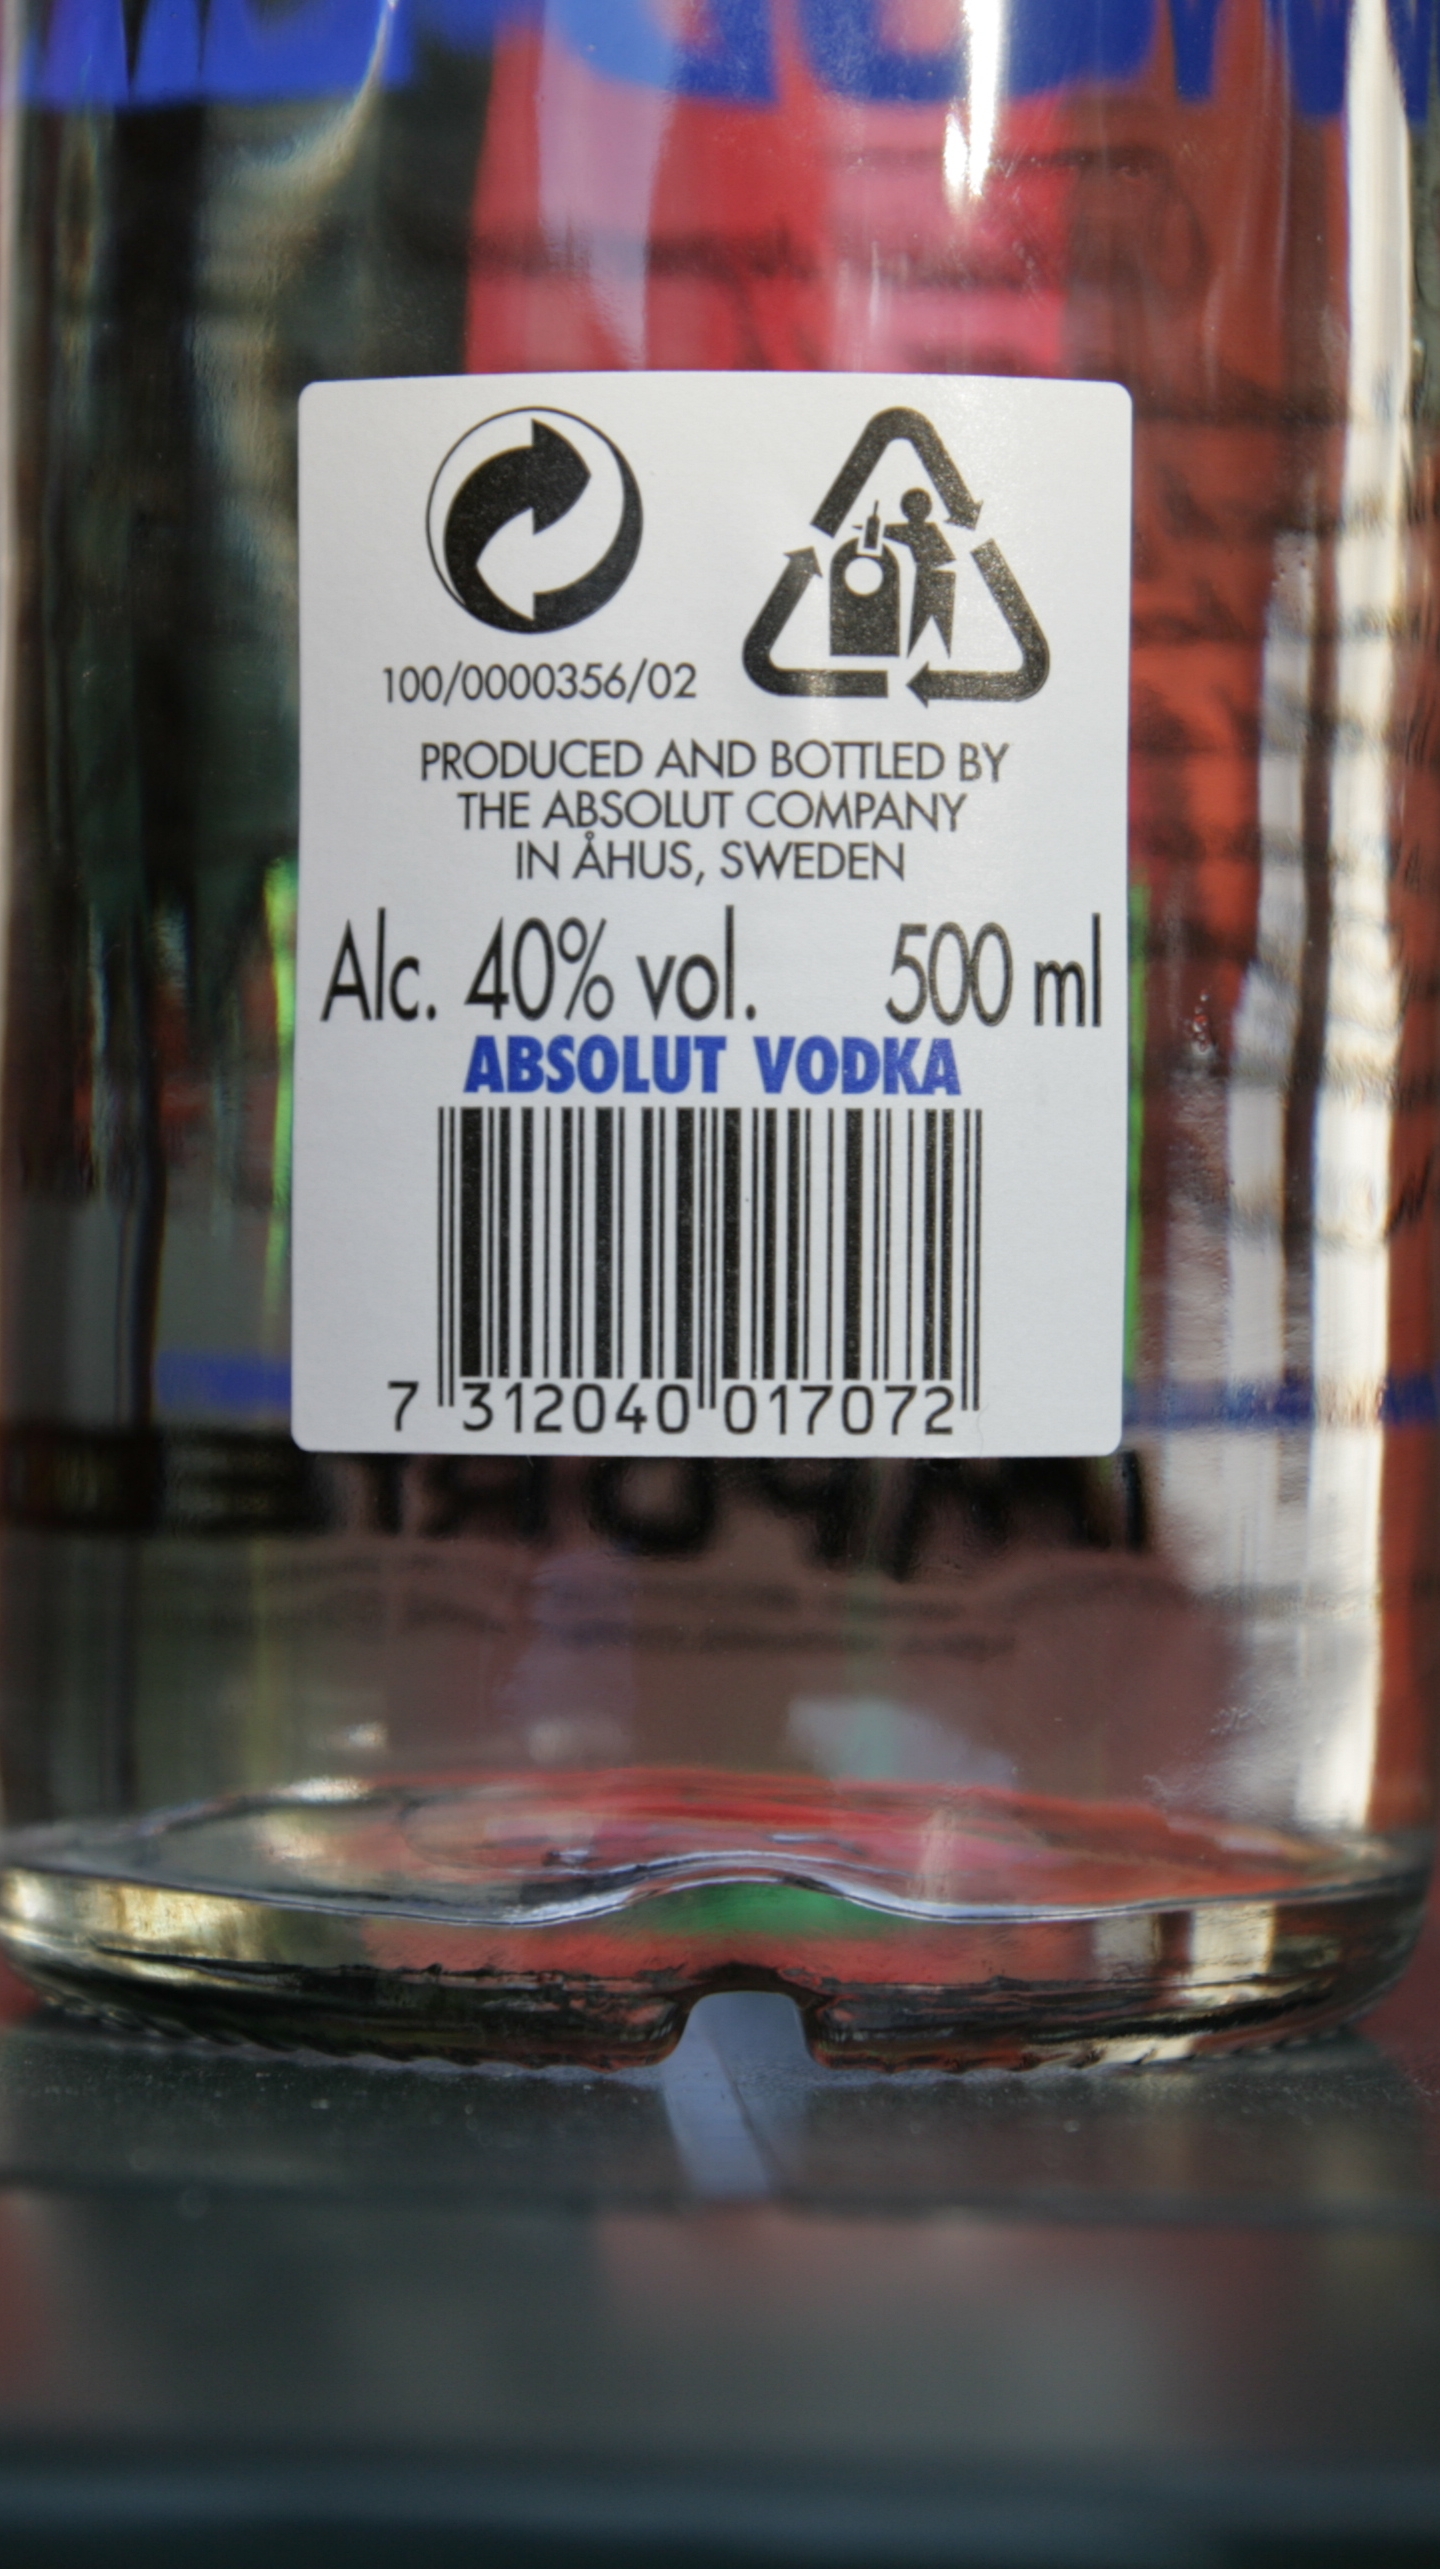 100/0000356/02
PRODUCED AND BOTTLED BY
THE ABSOLUT COMPANY
IN ÅHUS, SWEDEN
Alc. 40% vol. 500 ml
ABSOLUT VODKA
7 312040 017072